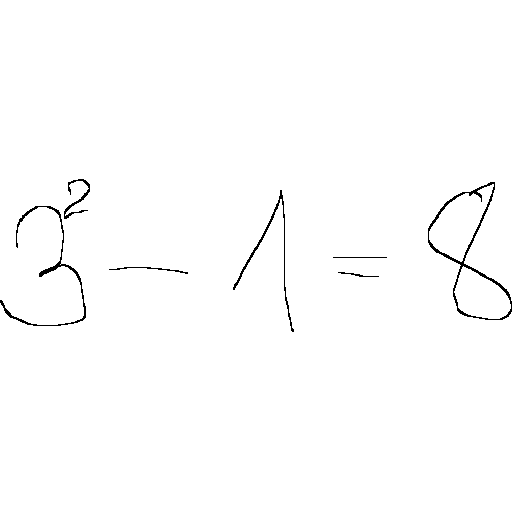 3² - 1 = 8